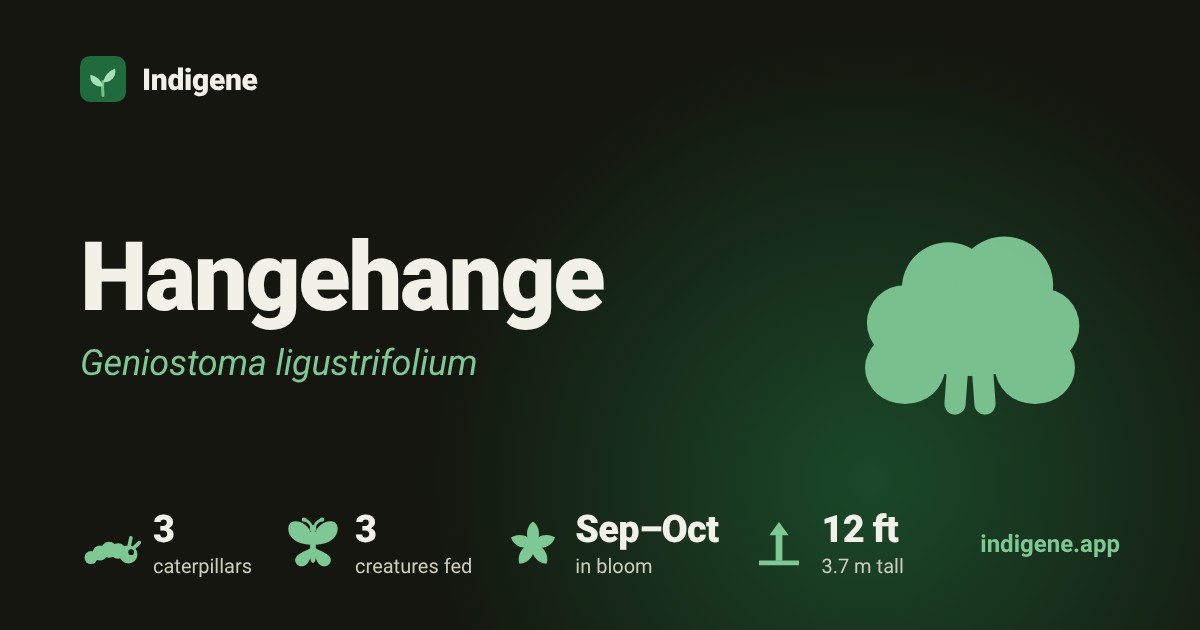 Indigene
Hangehange
Geniostoma ligustrifolium
3
caterpillars
3
creatures fed
Sep–Oct
in bloom
12 ft
3.7 m tall
indigene.app